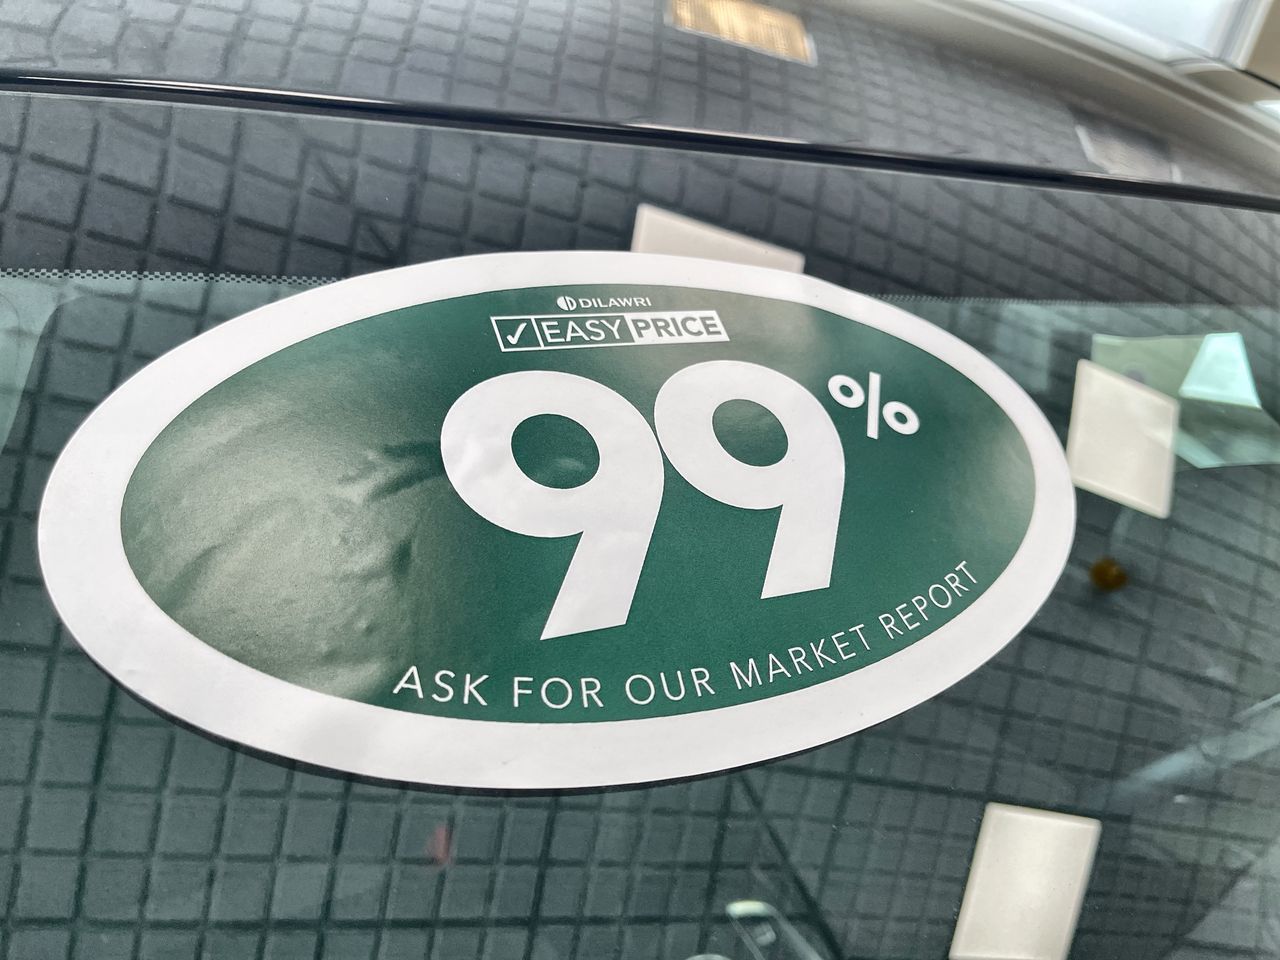 DILAWRI
✓ EASY PRICE
99%
ASK FOR OUR MARKET REPORT